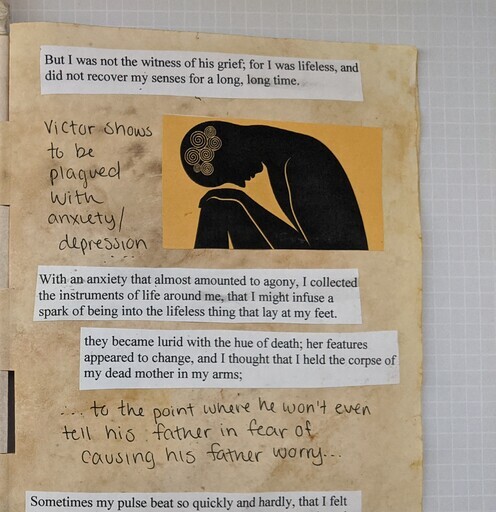 But I was not the witness of his grief; for I was lifeless, and
did not recover my senses for a long, long time.
Victor shows
to be
plagued
with
anxiety/
depression
With an anxiety that almost amounted to agony, I collected
the instruments of life around me, that I might infuse a
spark of being into the lifeless thing that lay at my feet.
they became lurid with the hue of death; her features
appeared to change, and I thought that I held the corpse of
my dead mother in my arms;
... to the point where he won't even
tell his father in fear of
causing his father worry...
Sometimes my pulse beat so quickly and hardly, that I felt